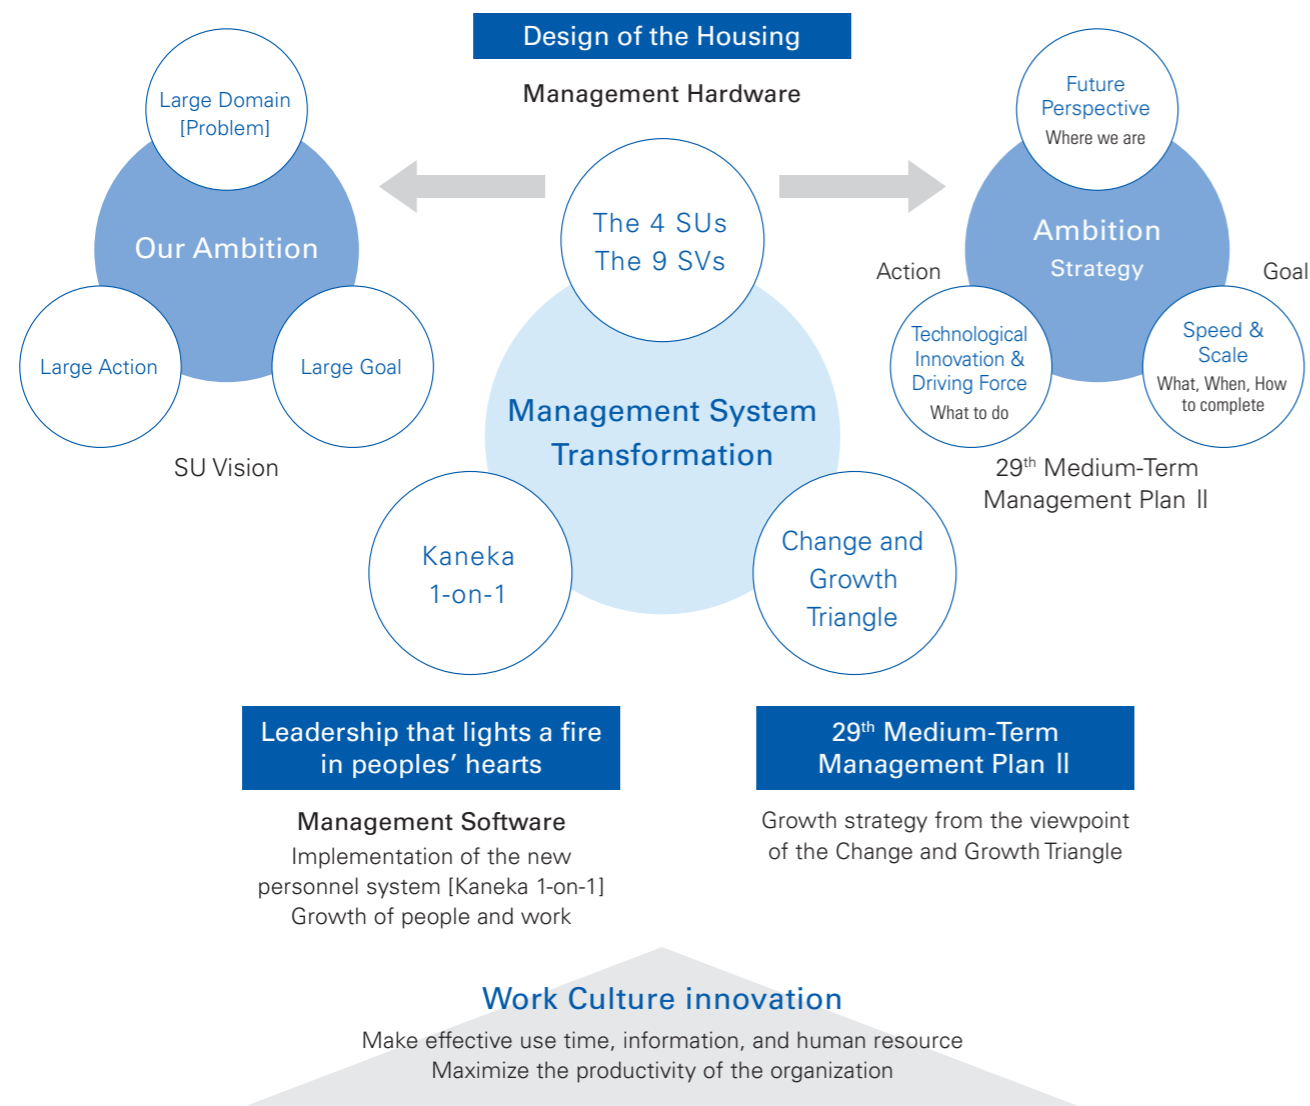 Design of the Housing
Management Hardware
Large Domain
[Problem]
Our Ambition
Large Action
Large Goal
SU Vision
The 4 SUs
The 9 SVs
Management System
Transformation
Kaneka
1-on-1
Change and
Growth
Triangle
Future
Perspective
Where we are
Ambition
Strategy
Action
Goal
Technological
Innovation &
Driving Force
What to do
Speed &
Scale
What, When, How
to complete
29th Medium-Term
Management Plan II
Leadership that lights a fire
in peoples’ hearts
Management Software
Implementation of the new
personnel system [Kaneka 1-on-1]
Growth of people and work
29th Medium-Term
Management Plan II
Growth strategy from the viewpoint
of the Change and Growth Triangle
Work Culture innovation
Make effective use time, information, and human resource
Maximize the productivity of the organization